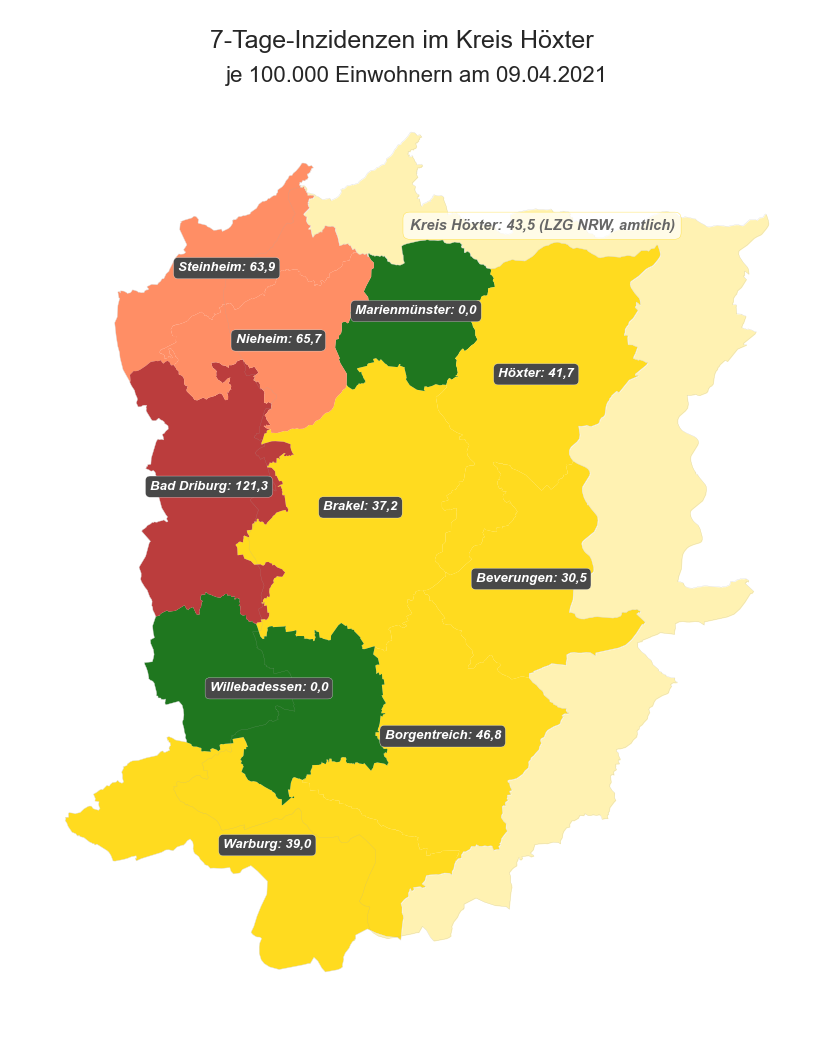 7-Tage-Inzidenzen im Kreis Höxter
je 100.000 Einwohnern am 09.04.2021
Kreis Höxter: 43,5 (LZG NRW, amtlich)
Steinheim: 63,9
Marienmünster: 0,0
Nieheim: 65,7
Höxter: 41,7
Bad Driburg: 121,3
Brakel: 37,2
Beverungen: 30,5
Willebadessen: 0,0
Borgentreich: 46,8
Warburg: 39,0